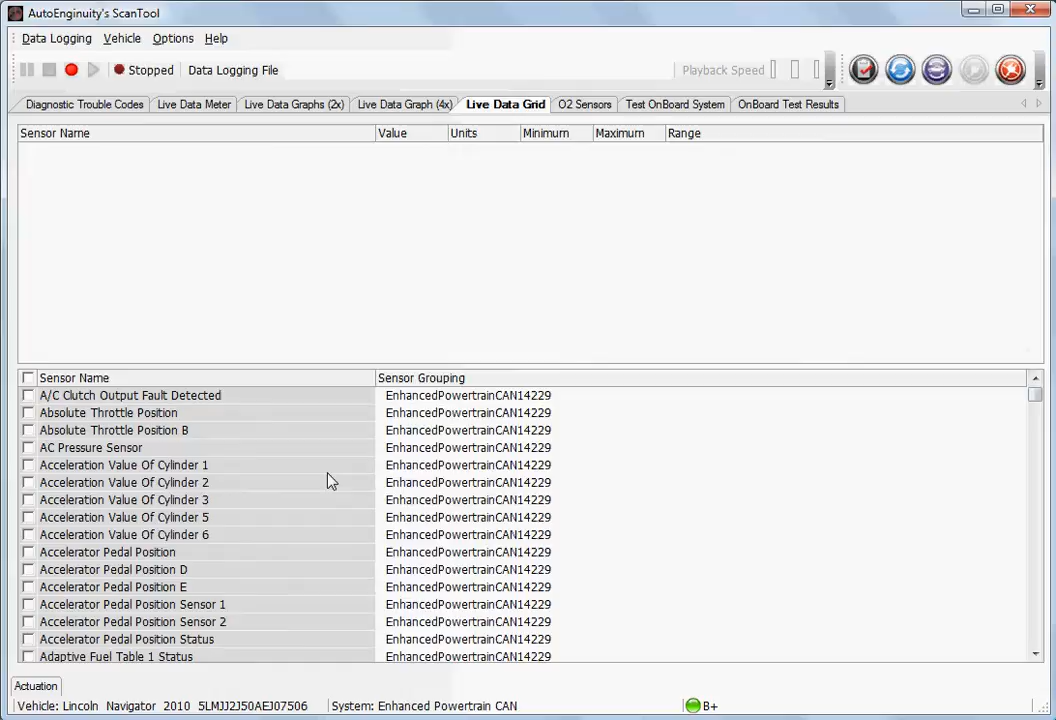 AutoEnginuity's ScanTool
Data Logging Vehicle Options Help
Stopped Data Logging File Playback Speed
Diagnostic Trouble Codes Live Data Meter Live Data Graphs (2x) Live Data Graph (4x) Live Data Grid O2 Sensors Test OnBoard System OnBoard Test Results
Sensor Name Value Units Minimum Maximum Range
Sensor Name Sensor Grouping
A/C Clutch Output Fault Detected EnhancedPowertrainCAN14229
Absolute Throttle Position EnhancedPowertrainCAN14229
Absolute Throttle Position B EnhancedPowertrainCAN14229
AC Pressure Sensor EnhancedPowertrainCAN14229
Acceleration Value Of Cylinder 1 EnhancedPowertrainCAN14229
Acceleration Value Of Cylinder 2 EnhancedPowertrainCAN14229
Acceleration Value Of Cylinder 3 EnhancedPowertrainCAN14229
Acceleration Value Of Cylinder 5 EnhancedPowertrainCAN14229
Acceleration Value Of Cylinder 6 EnhancedPowertrainCAN14229
Accelerator Pedal Position EnhancedPowertrainCAN14229
Accelerator Pedal Position D EnhancedPowertrainCAN14229
Accelerator Pedal Position E EnhancedPowertrainCAN14229
Accelerator Pedal Position Sensor 1 EnhancedPowertrainCAN14229
Accelerator Pedal Position Sensor 2 EnhancedPowertrainCAN14229
Accelerator Pedal Position Status EnhancedPowertrainCAN14229
Adaptive Fuel Table 1 Status EnhancedPowertrainCAN14229
Actuation
Vehicle: Lincoln Navigator 2010 5LMJJ2J50AEJ07506 System: Enhanced Powertrain CAN B+